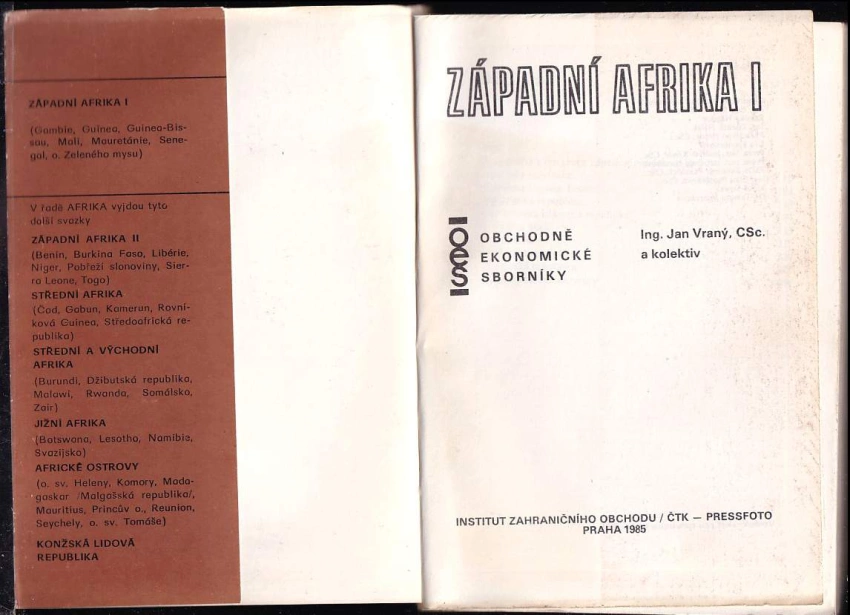 ZÁPADNÍ AFRIKA I
(Gambie, Guinea, Guinea-Bis-
sau, Mali, Mauretánie, Sene-
gal, o. Zeleného mysu)
V řadě AFRIKA vyjdou tyto
další svazky
ZÁPADNÍ AFRIKA II
(Benin, Burkina Faso, Libérie,
Niger, Pobřeží slonoviny, Sier-
ra Leone, Togo)
STŘEDNÍ AFRIKA
(Čad, Gabun, Kamerun, Rovní-
ková Guinea, Středoafrická re-
publika)
STŘEDNÍ A VÝCHODNÍ
AFRIKA
(Burundi, Džibutská republika,
Malawi, Rwanda, Somálsko,
Zair)
JIŽNÍ AFRIKA
(Botswana, Lesotho, Namibia,
Svazijsko)
AFRICKÉ OSTROVY
(o. sv. Heleny, Komory, Mada-
gaskar /Malgašská republika/,
Mauritius, Princův o., Reunion,
Seychely, o. sv. Tomáše)
KONŽSKÁ LIDOVÁ
REPUBLIKA
ZÁPADNÍ AFRIKA I
OBCHODNĚ
EKONOMICKÉ
SBORNÍKY
Ing. Jan Vraný, CSc.
a kolektiv
INSTITUT ZAHRANIČNÍHO OBCHODU / ČTK — PRESSFOTO
PRAHA 1985